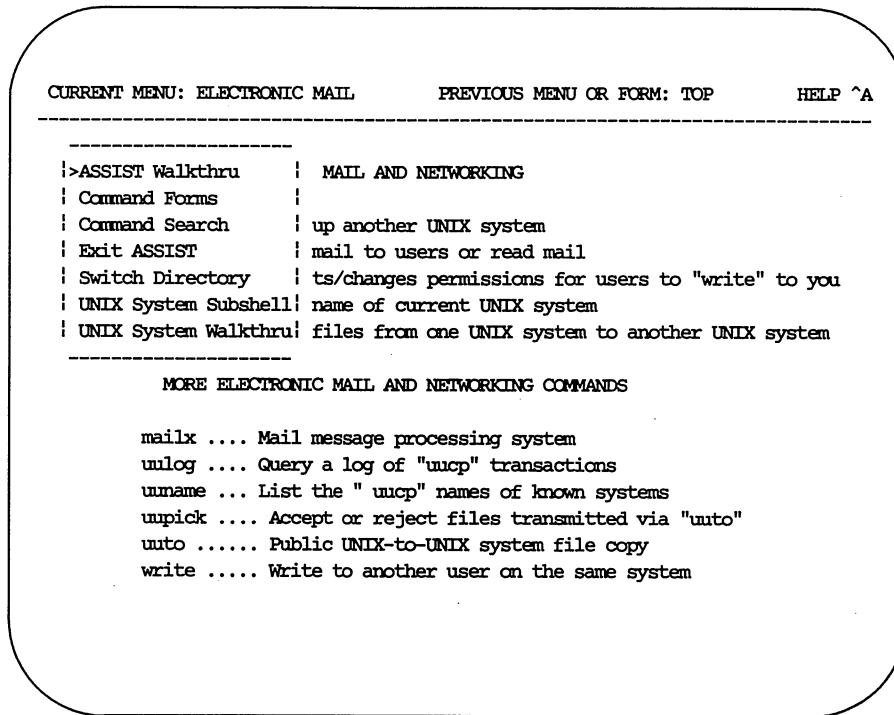 CURRENT MENU: ELECTRONIC MAIL PREVIOUS MENU OR FORM: TOP HELP ^A
>ASSIST Walkthru MAIL AND NETWORKING
Command Forms
Command Search up another UNIX system
Exit ASSIST mail to users or read mail
Switch Directory ts/changes permissions for users to "write" to you
UNIX System Subshell name of current UNIX system
UNIX System Walkthru files from one UNIX system to another UNIX system
MORE ELECTRONIC MAIL AND NETWORKING COMMANDS
mailx .... Mail message processing system
uulog .... Query a log of "uucp" transactions
uuname ... List the " uucp" names of known systems
uupick .... Accept or reject files transmitted via "uuto"
uuto ...... Public UNIX-to-UNIX system file copy
write ..... Write to another user on the same system